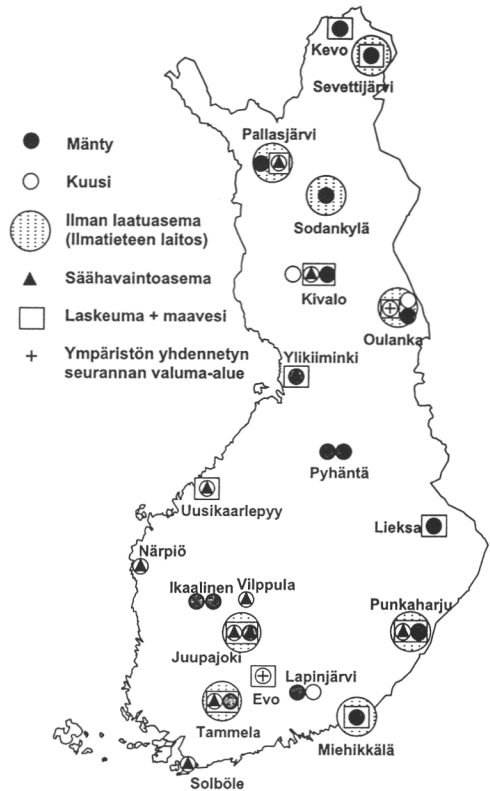 Kevo
Sevettijärvi
Pallasjärvi
Mänty
Kuusi
Ilman laatuasema
(Ilmatieteen laitos)
Sodankylä
Säähavaintoasema
Kivalo
Laskeuma + maavesi
Oulanka
Ympäristön yhdennetyn
seurannan valuma-alue
Ylikiiminki
Pyhäntä
Uusikaarlepyy
Lieksa
Närpiö
Ikaalinen
Vilppula
Punkaharju
Juupajoki
Lapinjärvi
Evo
Tammela
Miehikkälä
Solböle